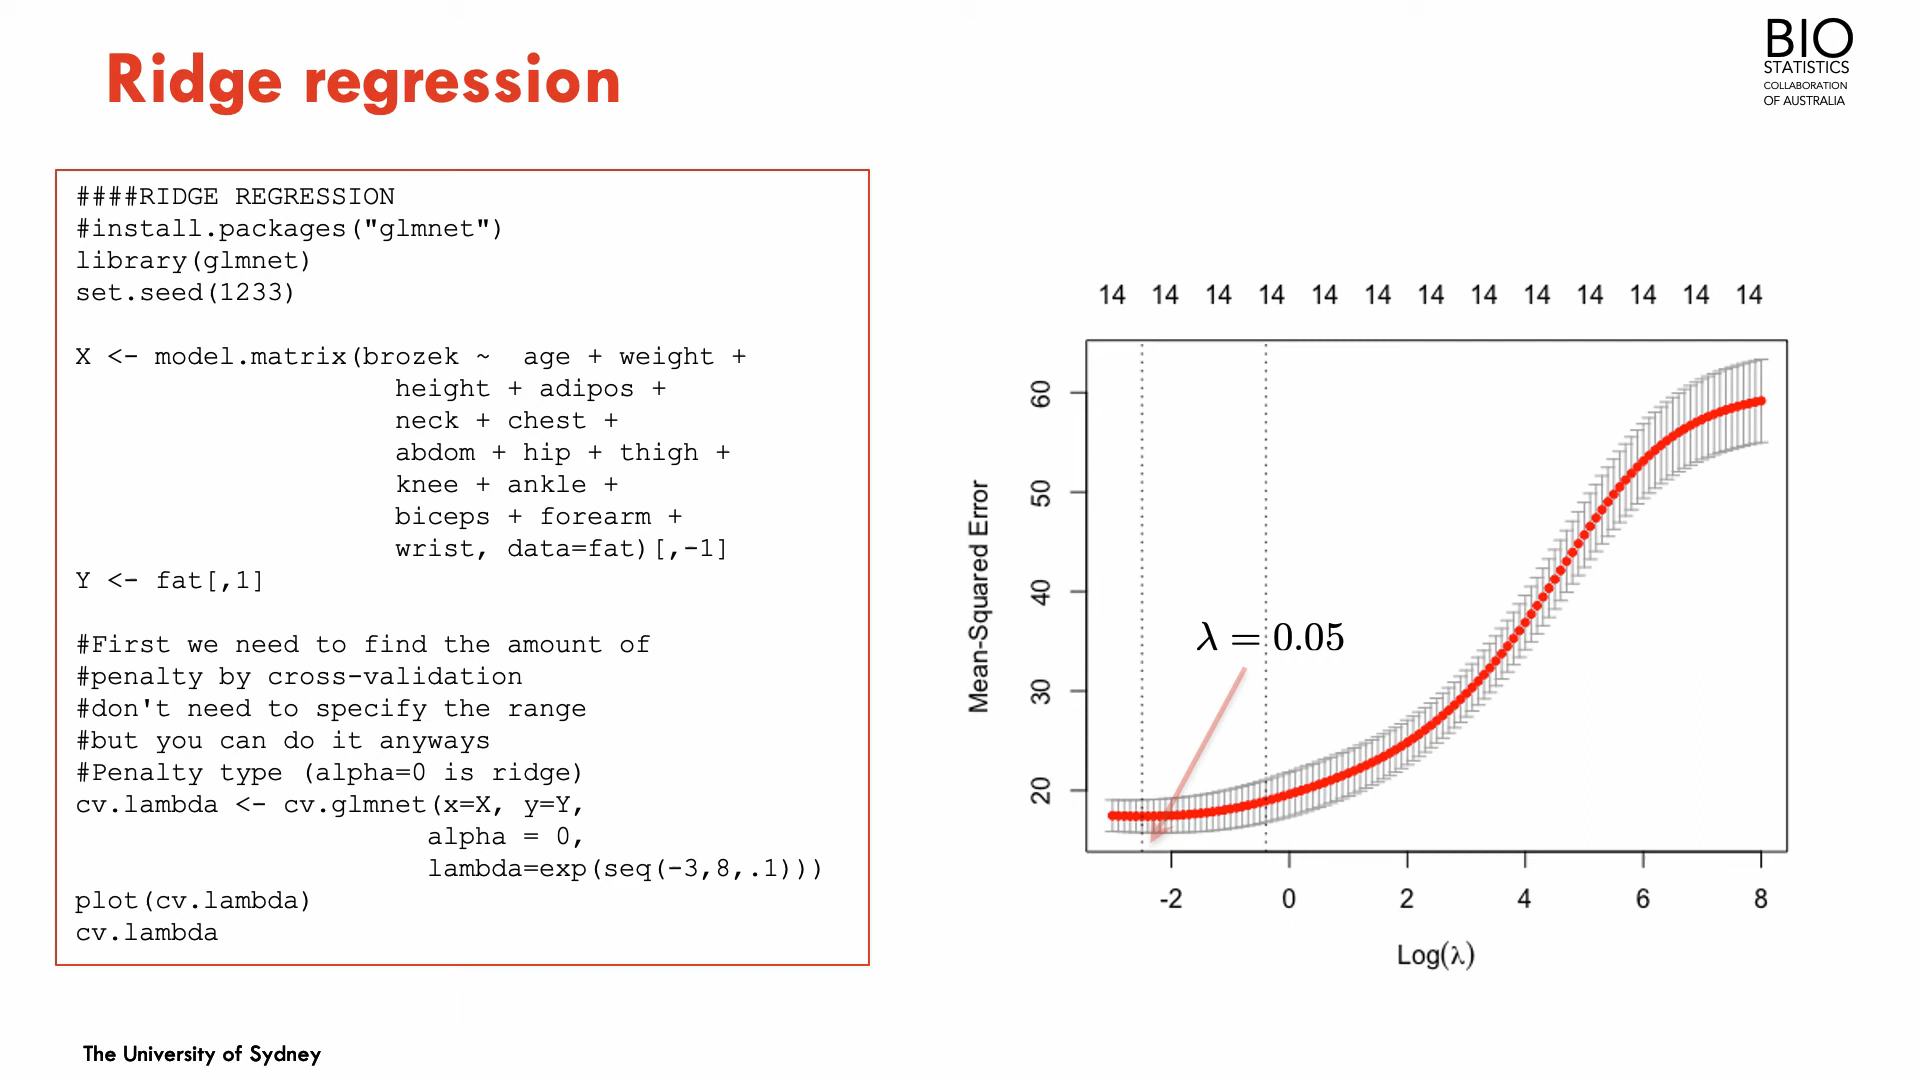 Ridge regression
BIO
STATISTICS
COLLABORATION
OF AUSTRALIA
####RIDGE REGRESSION
#install.packages("glmnet")
library(glmnet)
set.seed(1233)
X <- model.matrix(brozek ~  age + weight +
                    height + adipos +
                    neck + chest +
                    abdom + hip + thigh +
                    knee + ankle +
                    biceps + forearm +
                    wrist, data=fat)[,-1]
Y <- fat[,1]
#First we need to find the amount of
#penalty by cross-validation
#don't need to specify the range
#but you can do it anyways
#Penalty type (alpha=0 is ridge)
cv.lambda <- cv.glmnet(x=X, y=Y,
                      alpha = 0,
                      lambda=exp(seq(-3,8,.1)))
plot(cv.lambda)
cv.lambda
14 14 14 14 14 14 14 14 14 14 14 14 14
60
50
40
30
20
Mean-Squared Error
λ = 0.05
-2 0 2 4 6 8
Log(λ)
The University of Sydney